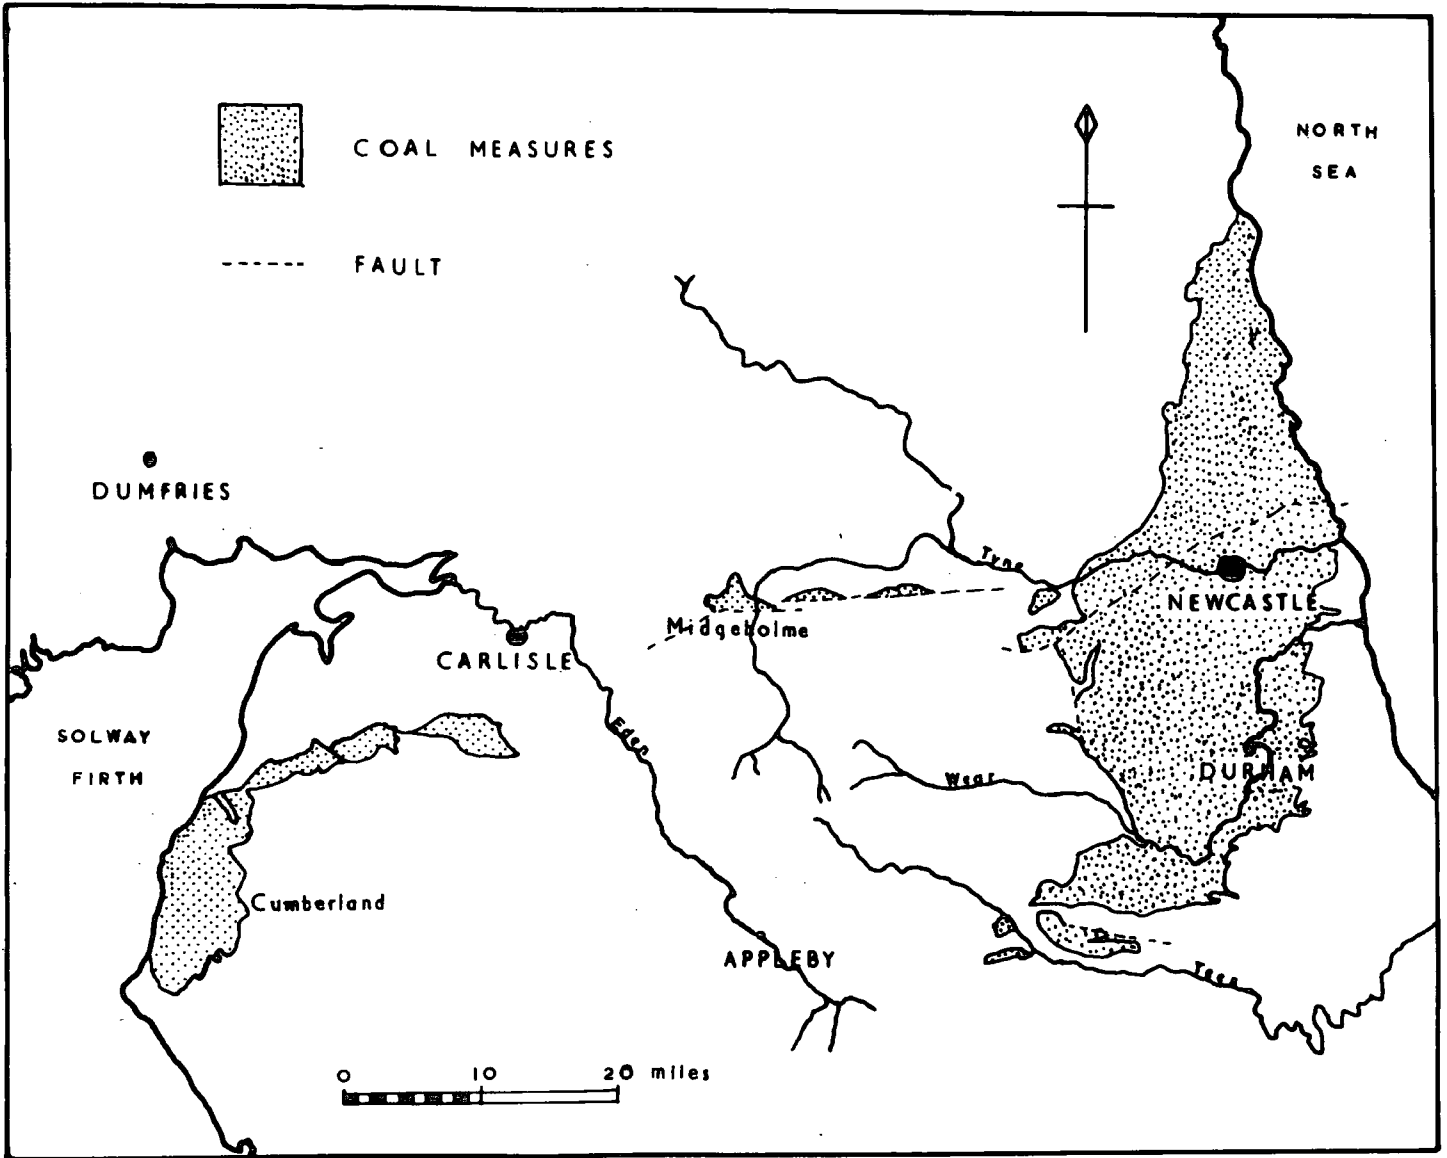 COAL MEASURES
FAULT
NORTH
SEA
DUMFRIES
Tyne
NEWCASTLE
Midgeholme
CARLISLE
Eden
SOLWAY
FIRTH
Wear
DURHAM
Cumberland
APPLEBY
Tees
0 10 20 miles